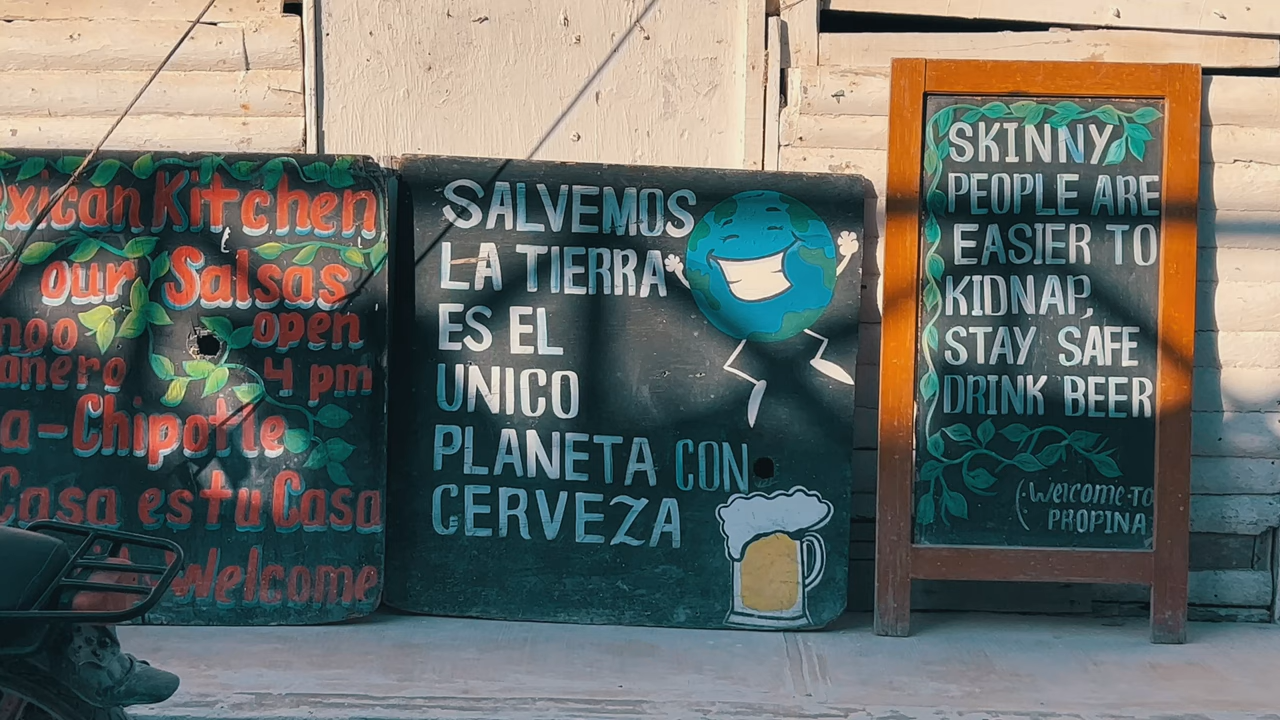 xican Kitchen
our Salsas
open
anero 4 pm
a-Chipotle
Casa es tu Casa
Welcome
SALVEMOS
LA TIERRA
ES EL
UNICO
PLANETA CON
CERVEZA
SKINNY
PEOPLE ARE
EASIER TO
KIDNAP,
STAY SAFE
DRINK BEER
(·Welcome·TO
PROPINA